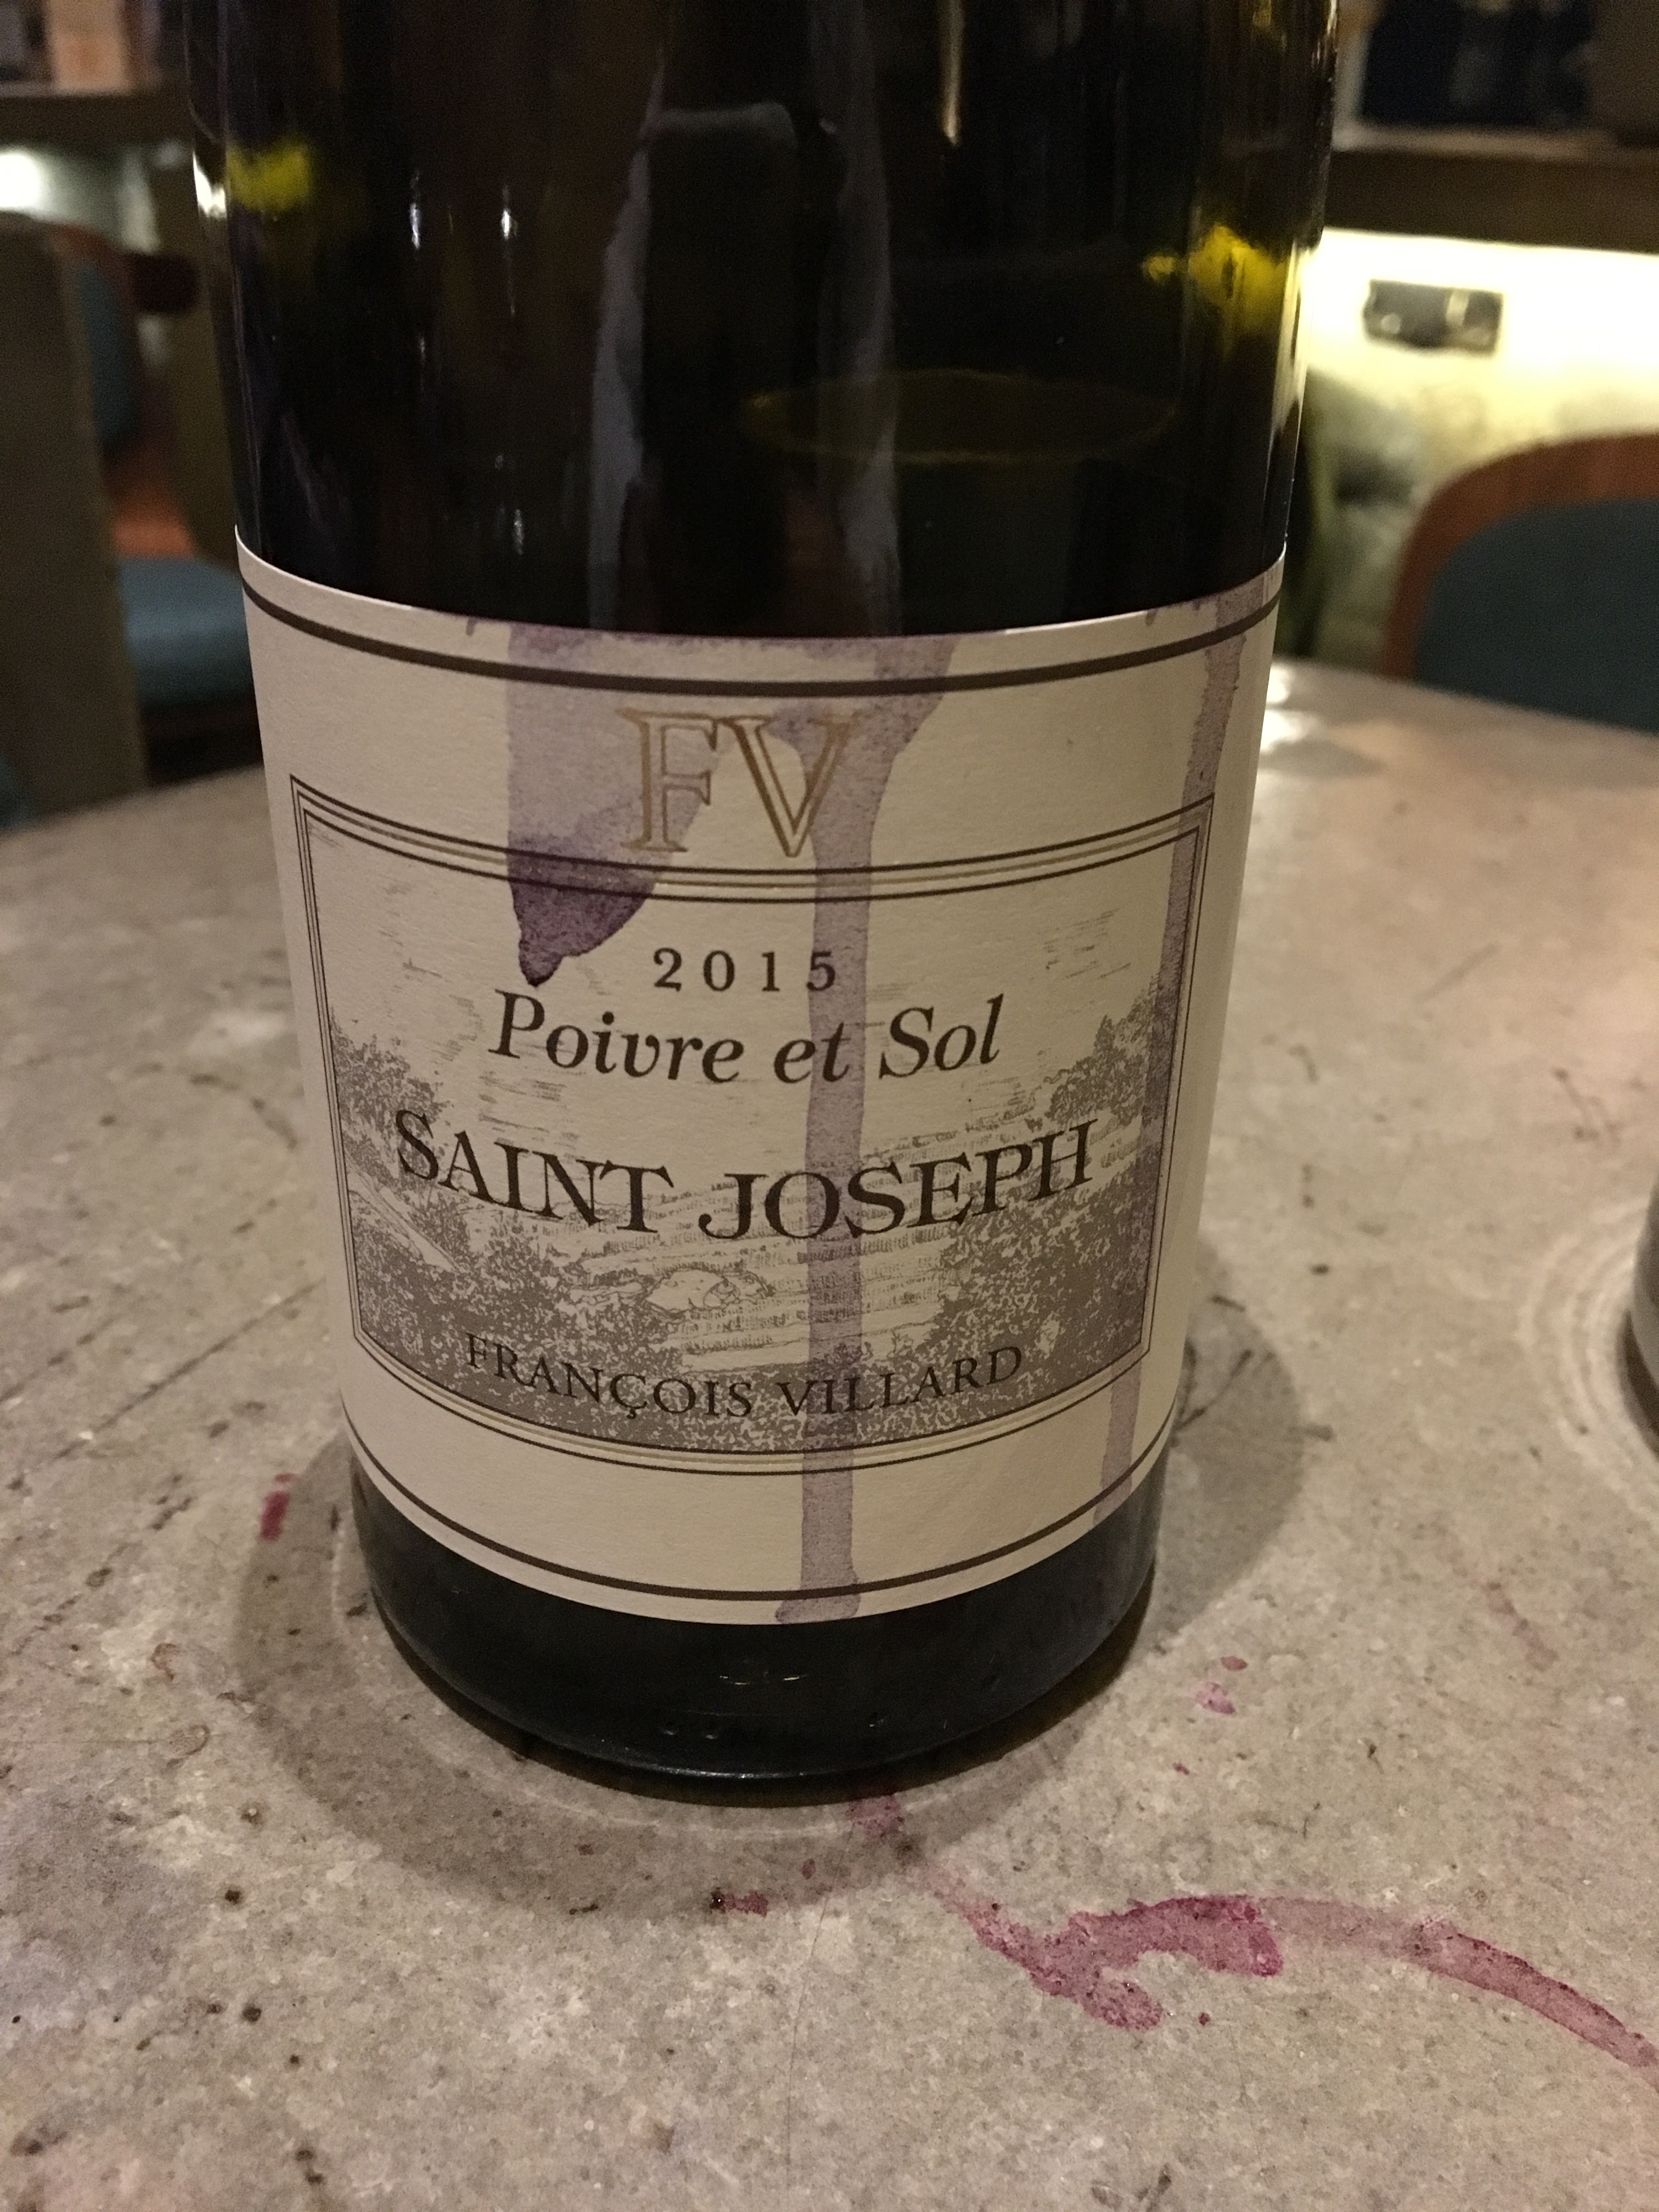 FV
2015
Poivre et Sol
SAINT JOSEPH
FRANÇOIS VILLARD